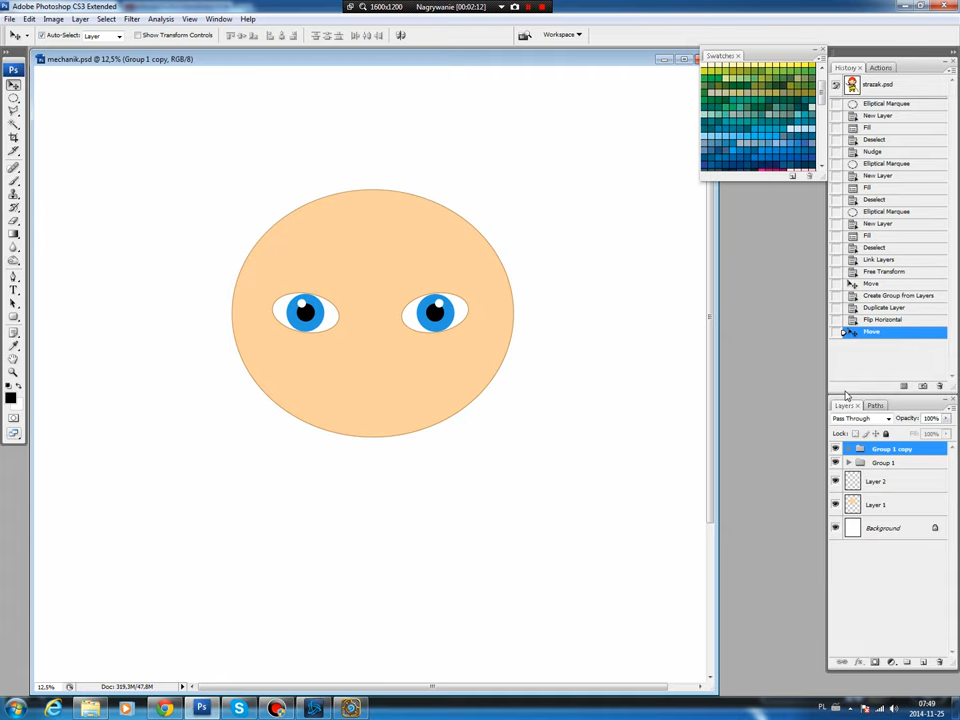 Adobe Photoshop CS3 Extended
1600x1200
Nagrywanie [00:02:12]
File Edit Image Layer Select Filter Analysis View Window Help
Auto-Select: Layer
Show Transform Controls
Workspace
mechanik.psd @ 12,5% (Group 1 copy, RGB/8)
Swatches ×
History × Actions
strazak.psd
Elliptical Marquee
New Layer
Fill
Deselect
Nudge
Elliptical Marquee
New Layer
Fill
Deselect
Elliptical Marquee
New Layer
Fill
Deselect
Link Layers
Free Transform
Move
Create Group from Layers
Duplicate Layer
Flip Horizontal
Move
Layers × Paths
Pass Through Opacity: 100%
Lock: Fill: 100%
Group 1 copy
Group 1
Layer 2
Layer 1
Background
12,5% Doc: 319,3M/47,8M
PL
07:49
2014-11-25